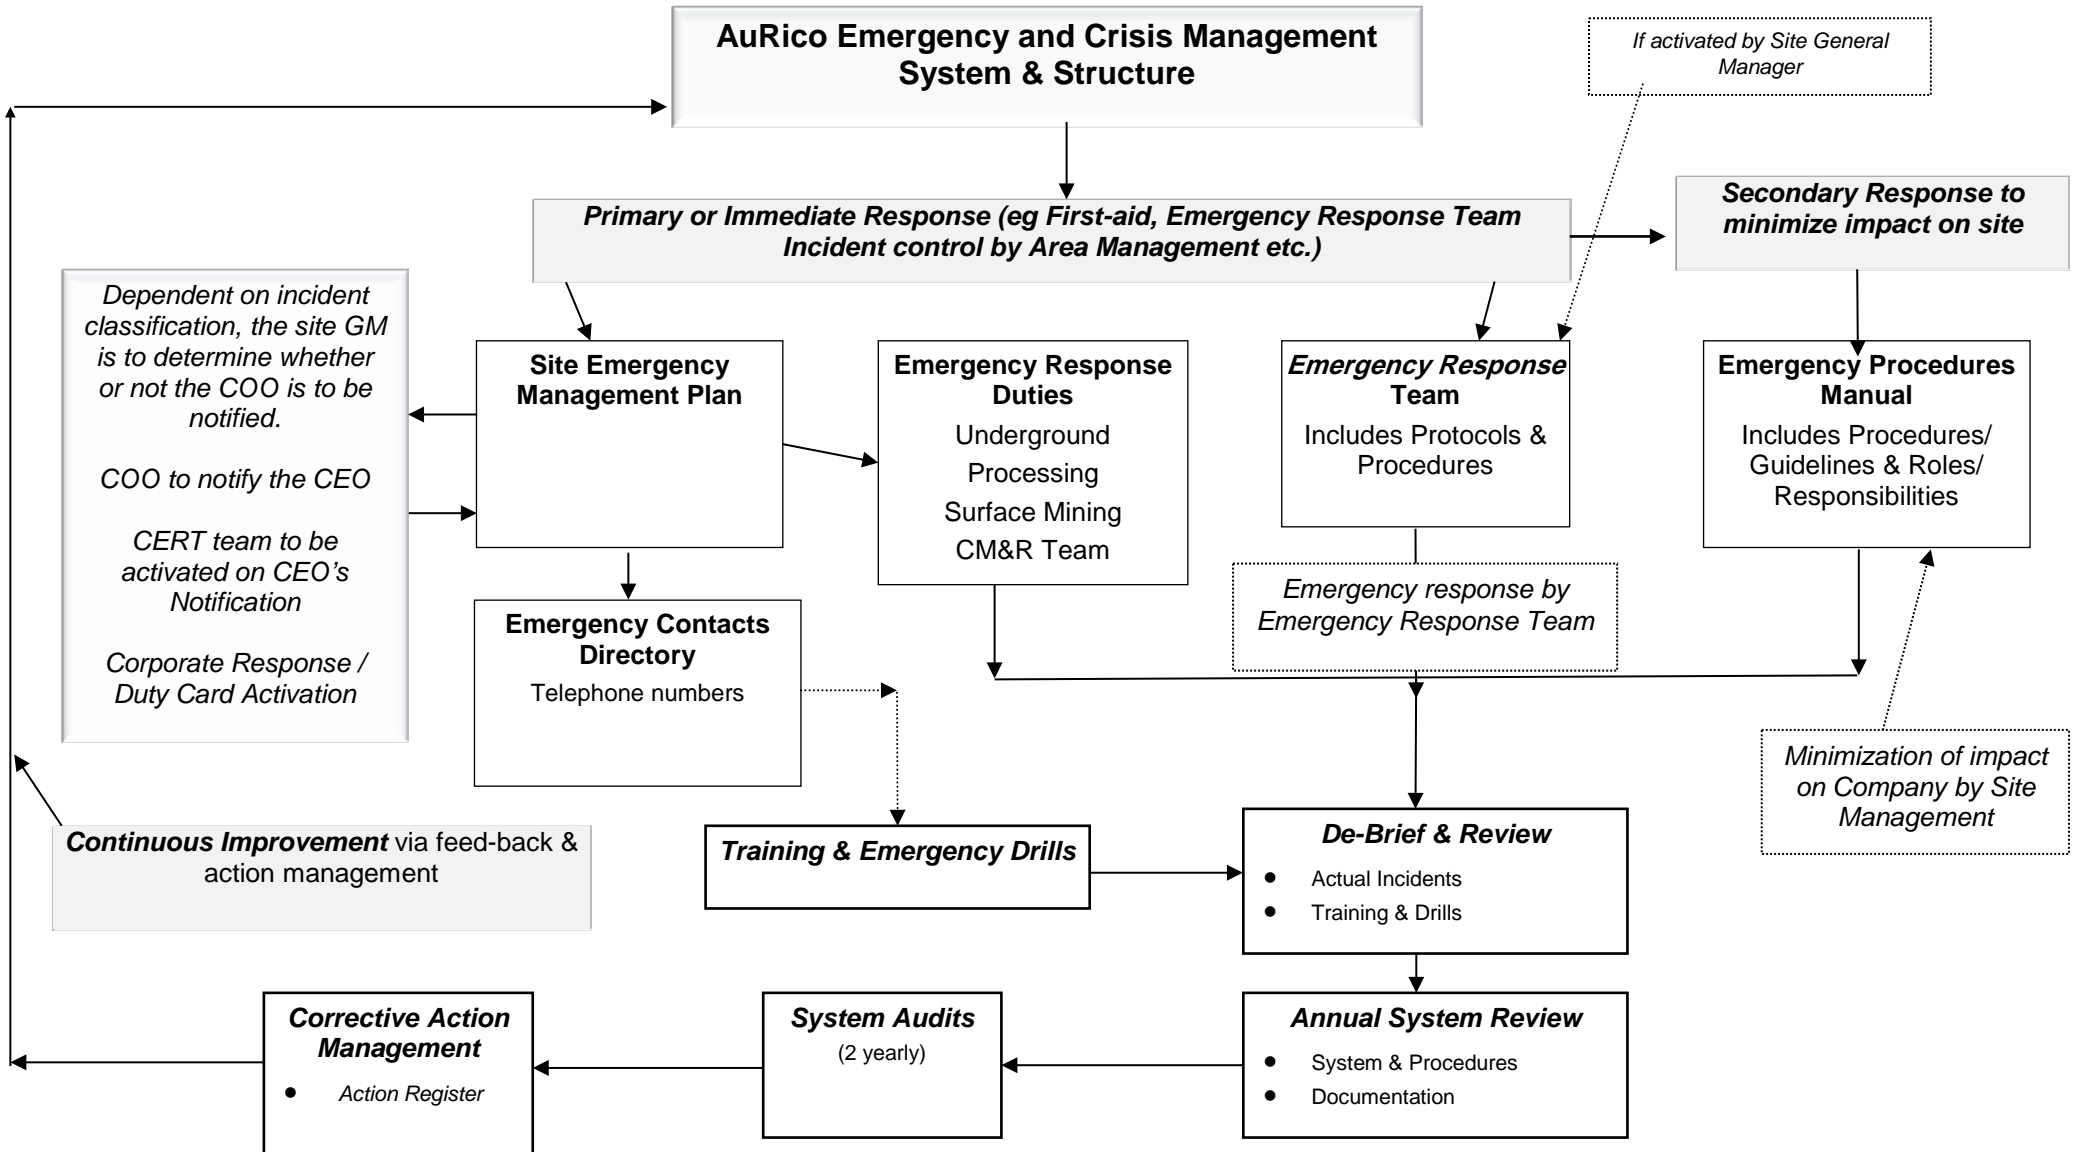 AuRico Emergency and Crisis Management
System & Structure
If activated by Site General
Manager
Primary or Immediate Response (eg First-aid, Emergency Response Team
Incident control by Area Management etc.)
Secondary Response to
minimize impact on site
Dependent on incident
classification, the site GM
is to determine whether
or not the COO is to be
notified.
COO to notify the CEO
CERT team to be
activated on CEO’s
Notification
Corporate Response /
Duty Card Activation
Site Emergency
Management Plan
Emergency Response
Duties
Underground
Processing
Surface Mining
CM&R Team
Emergency Response
Team
Includes Protocols &
Procedures
Emergency Procedures
Manual
Includes Procedures/
Guidelines & Roles/
Responsibilities
Emergency response by
Emergency Response Team
Emergency Contacts
Directory
Telephone numbers
Minimization of impact
on Company by Site
Management
Continuous Improvement via feed-back &
action management
Training & Emergency Drills
De-Brief & Review
● Actual Incidents
● Training & Drills
Corrective Action
Management
● Action Register
System Audits
(2 yearly)
Annual System Review
● System & Procedures
● Documentation